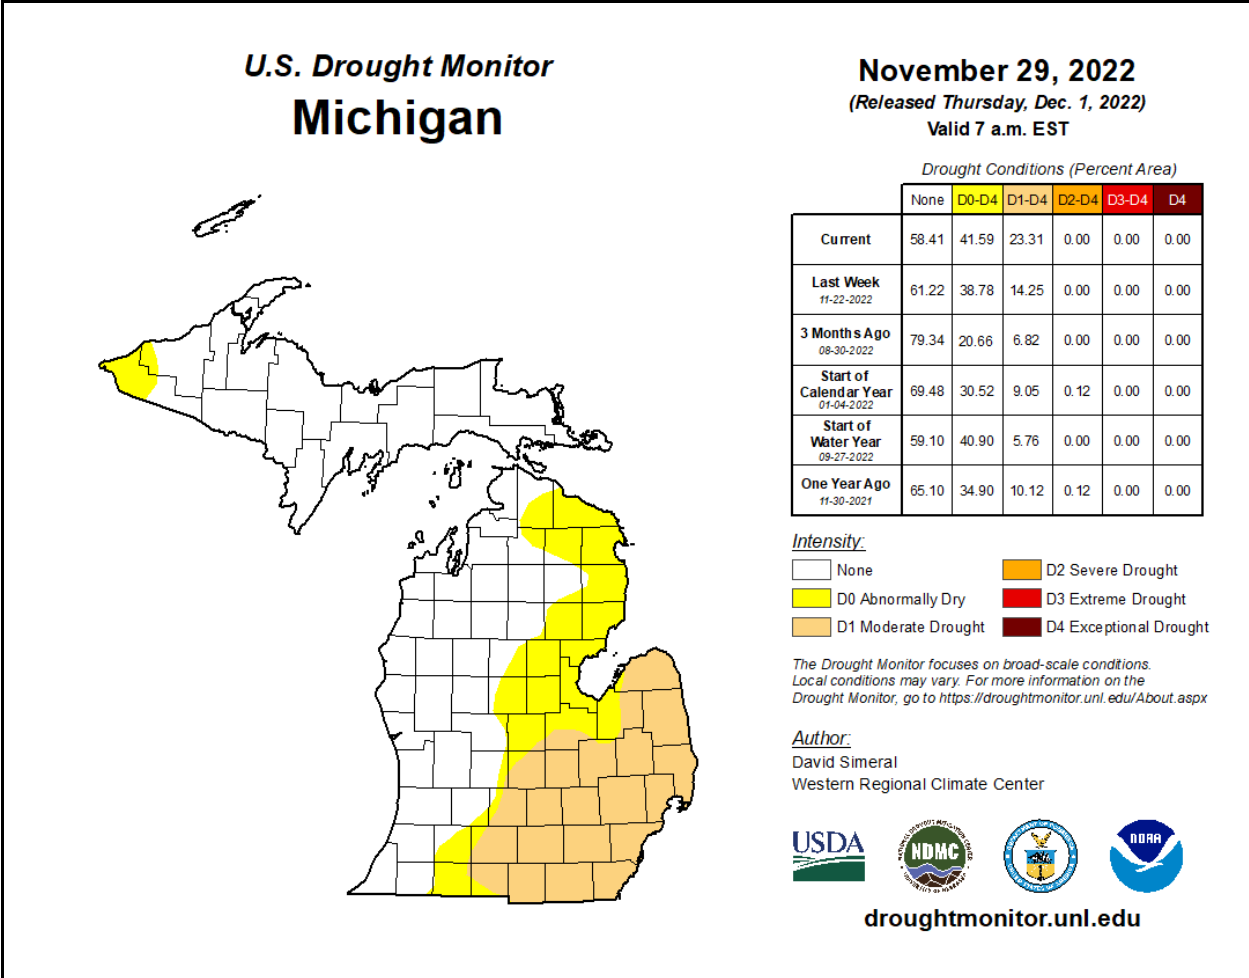 U.S. Drought Monitor
Michigan
November 29, 2022
(Released Thursday, Dec. 1, 2022)
Valid 7 a.m. EST
Drought Conditions (Percent Area)
None D0-D4 D1-D4 D2-D4 D3-D4 D4
Current 58.41 41.59 23.31 0.00 0.00 0.00
Last Week
11-22-2022
61.22 38.78 14.25 0.00 0.00 0.00
3 Months Ago
08-30-2022
79.34 20.66 6.82 0.00 0.00 0.00
Start of
Calendar Year
01-04-2022
69.48 30.52 9.05 0.12 0.00 0.00
Start of
Water Year
09-27-2022
59.10 40.90 5.76 0.00 0.00 0.00
One Year Ago
11-30-2021
65.10 34.90 10.12 0.12 0.00 0.00
Intensity:
None
D0 Abnormally Dry
D1 Moderate Drought
D2 Severe Drought
D3 Extreme Drought
D4 Exceptional Drought
The Drought Monitor focuses on broad-scale conditions.
Local conditions may vary. For more information on the
Drought Monitor, go to https://droughtmonitor.unl.edu/About.aspx
Author:
David Simeral
Western Regional Climate Center
USDA
NATIONAL DROUGHT MITIGATION CENTER
NDMC
UNIVERSITY OF NEBRASKA
NOAA
droughtmonitor.unl.edu